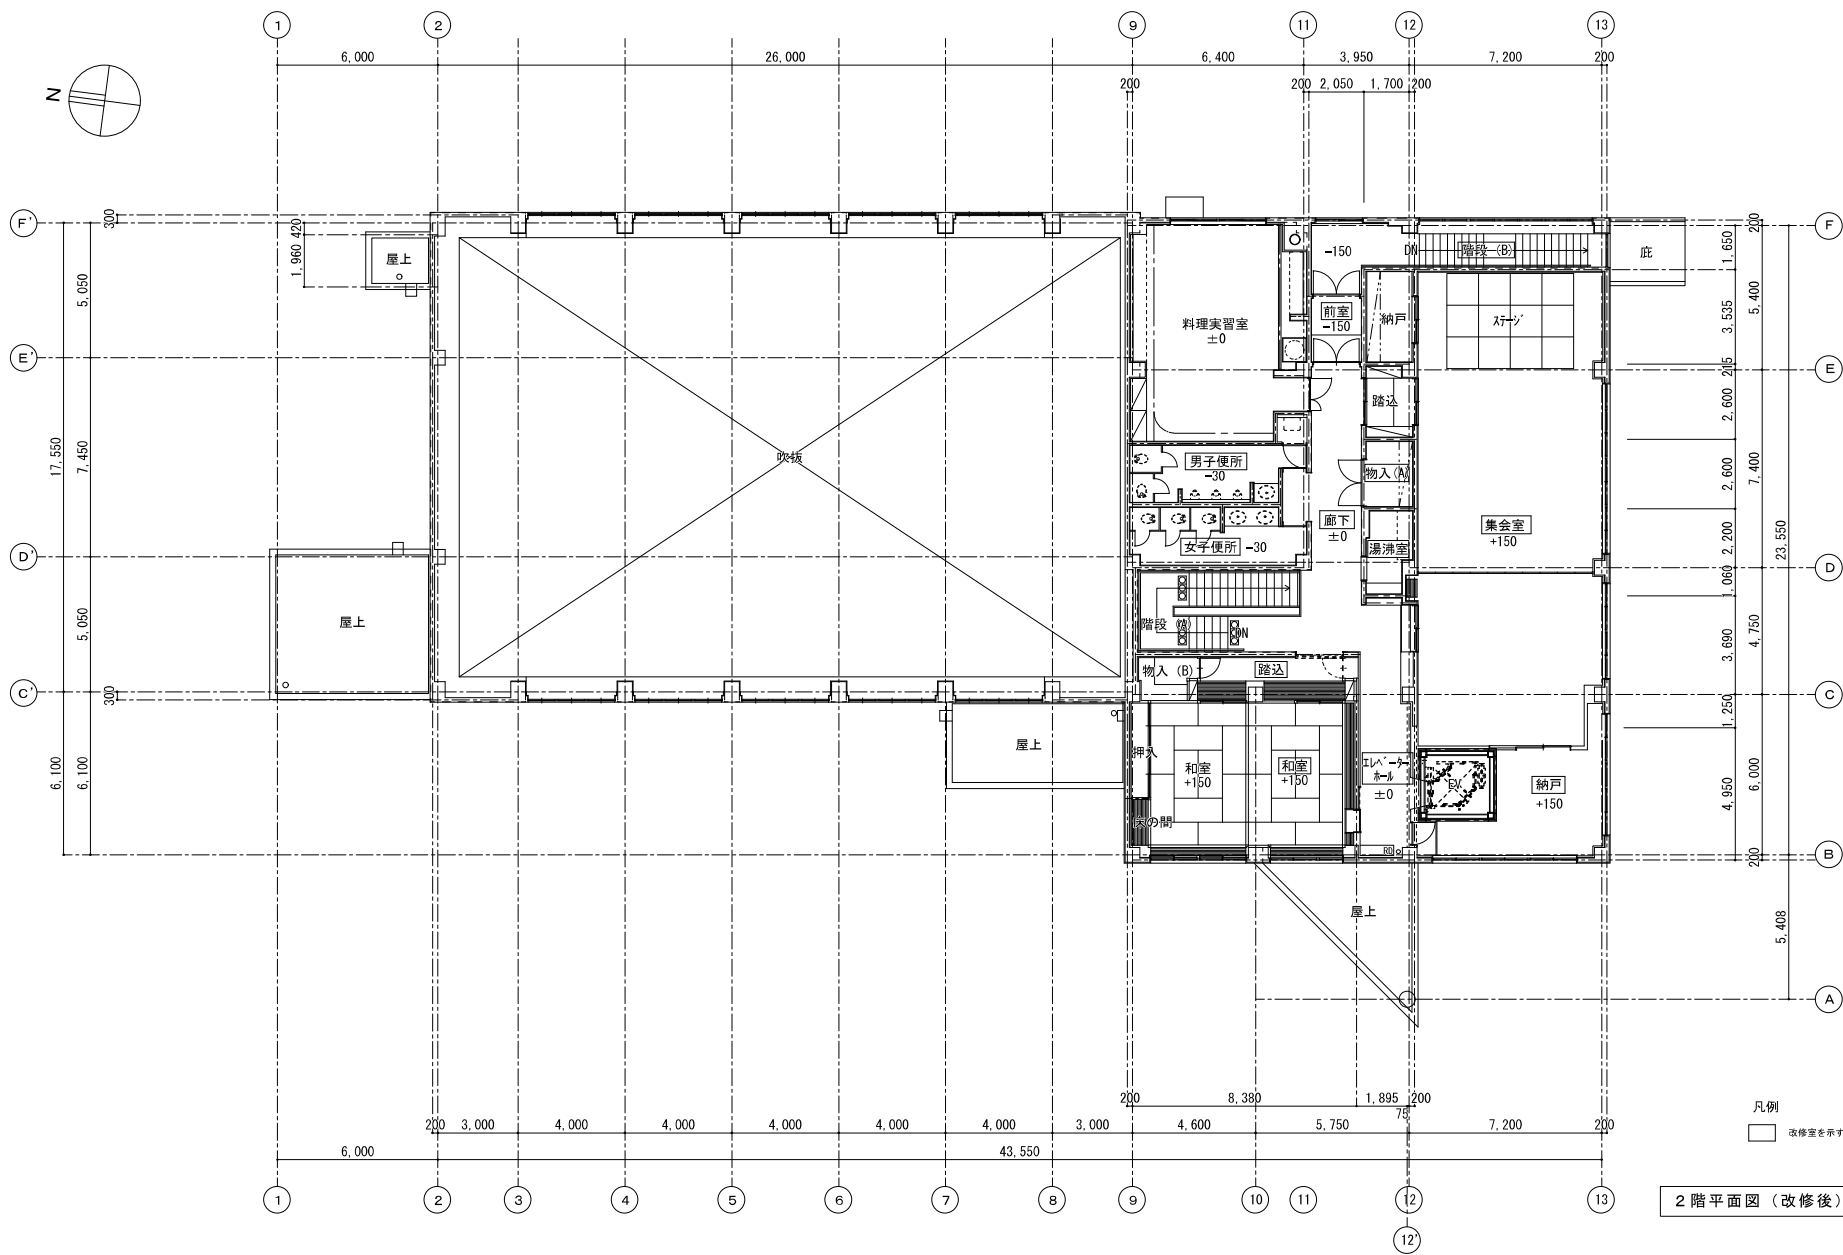 1 2 9 11 12 13
6,000 26,000 6,400 3,950 7,200 200
200 200 2,050 1,700 200
N
F' E' D' C'
300
420
1,960
5,050
17,550
7,450
5,050
300
6,100
6,100
屋上
屋上
屋上
屋上
吹抜
料理実習室
±0
-150
前室
-150
DN
階段 (B)
庇
納戸
ステージ
踏込
男子便所
-30
物入(A)
廊下
±0
集会室
+150
女子便所 -30
湯沸室
階段 (A)
DN
物入 (B)
踏込
押入
和室
+150
和室
+150
床の間
エレベーター
ホール
±0
EV
納戸
+150
RD
F E D C B A
200
1,650
5,400
3,535
215
2,600
2,600
7,400
2,200
23,550
1,060
3,690
4,750
1,250
4,950
6,000
200
5,408
200 8,380 1,895 200
75
200 3,000 4,000 4,000 4,000 4,000 4,000 3,000 4,600 5,750 7,200 200
6,000 43,550
1 2 3 4 5 6 7 8 9 10 11 12 13
12'
凡例
改修室を示す
2階平面図 (改修後)